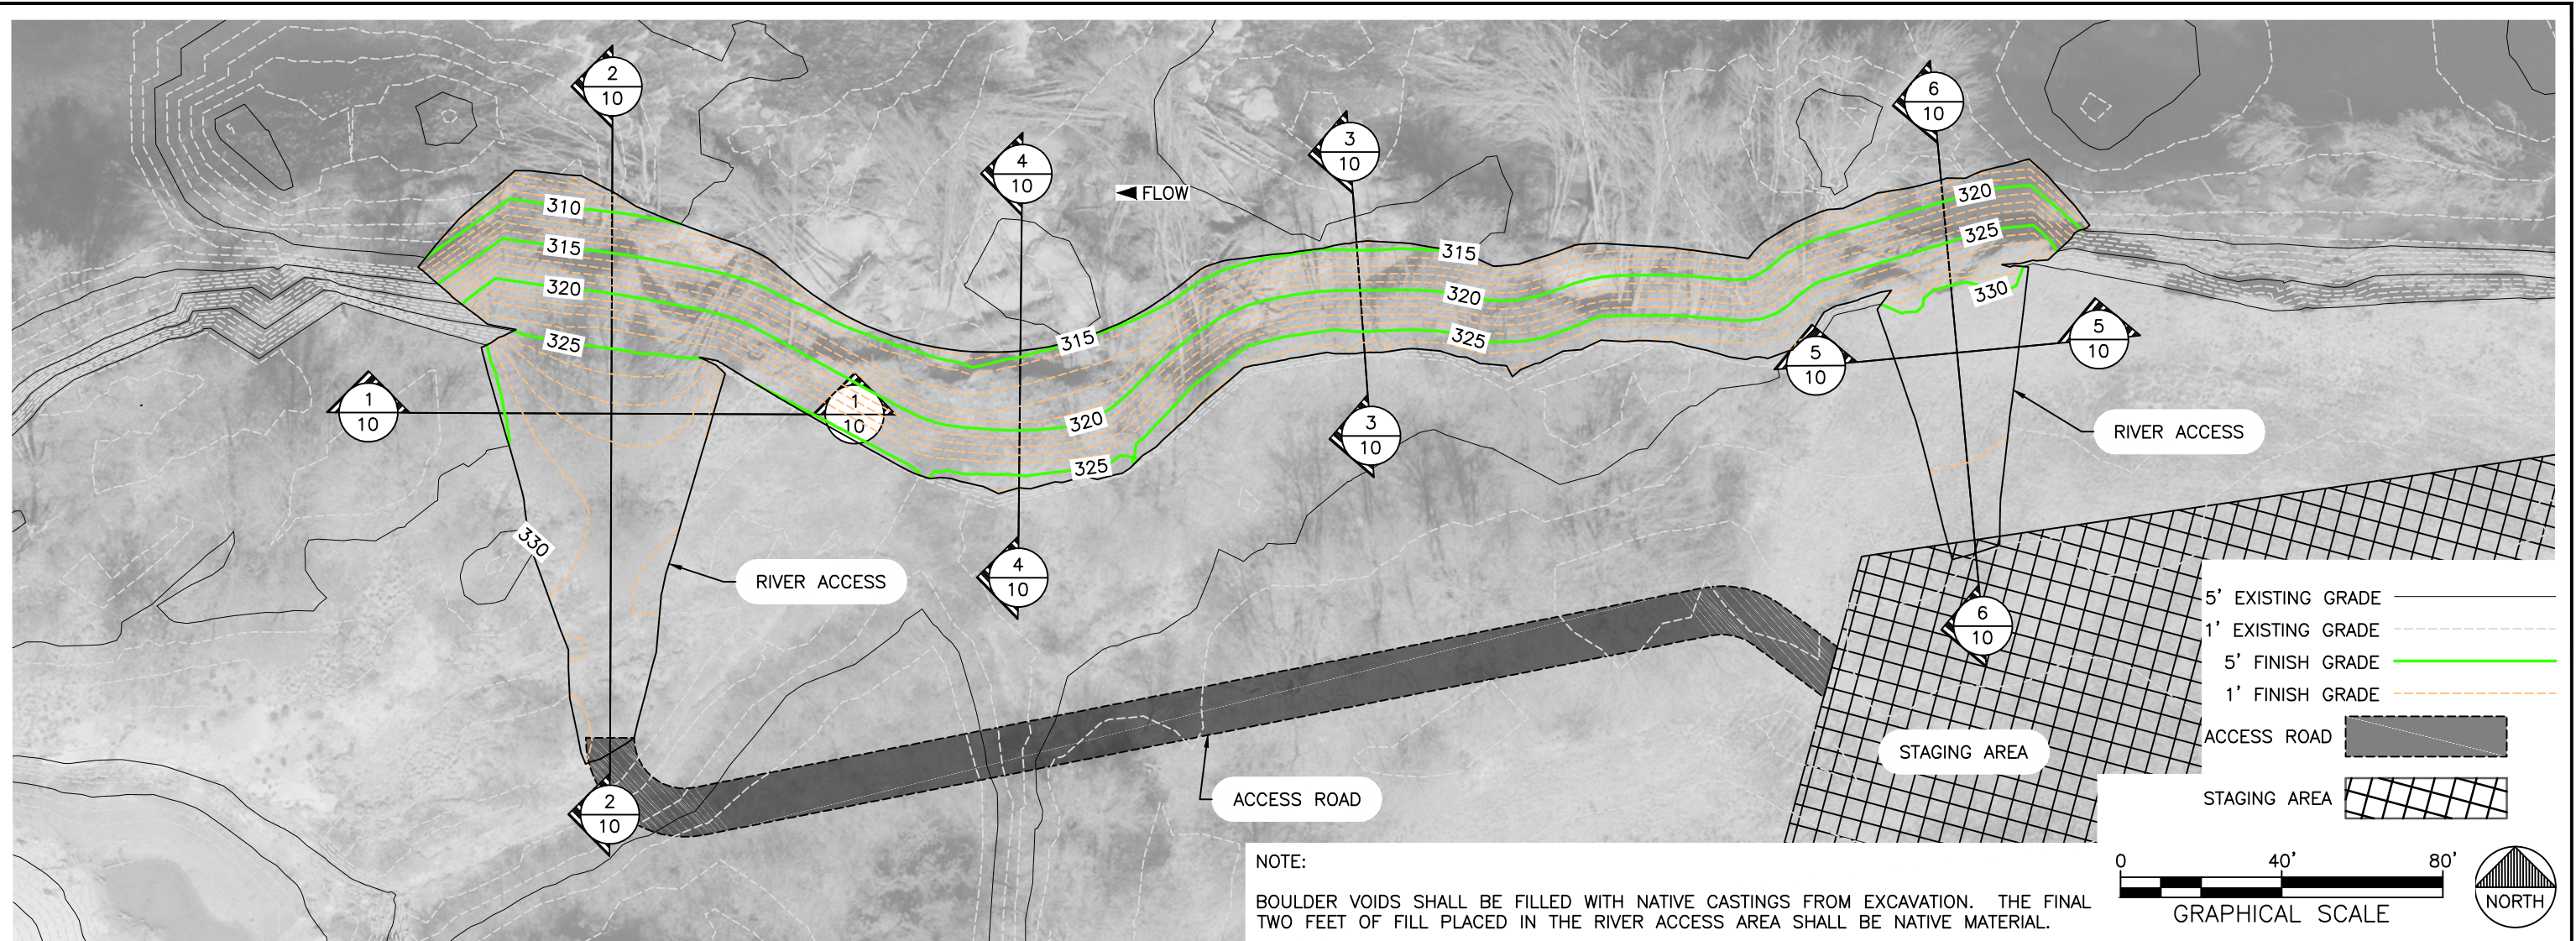 2
10
6
10
3
10
4
10
FLOW
320
310
325
315
315
330
320
320
315
325
325
5
10
5
10
1
10
1
10
320
3
10
RIVER ACCESS
RIVER ACCESS
325
330
4
10
RIVER ACCESS
6
10
5' EXISTING GRADE
1' EXISTING GRADE
5' FINISH GRADE
1' FINISH GRADE
ACCESS ROAD
STAGING AREA
STAGING AREA
ACCESS ROAD
2
10
NOTE:
BOULDER VOIDS SHALL BE FILLED WITH NATIVE CASTINGS FROM EXCAVATION. THE FINAL
TWO FEET OF FILL PLACED IN THE RIVER ACCESS AREA SHALL BE NATIVE MATERIAL.
0 40' 80'
GRAPHICAL SCALE
NORTH